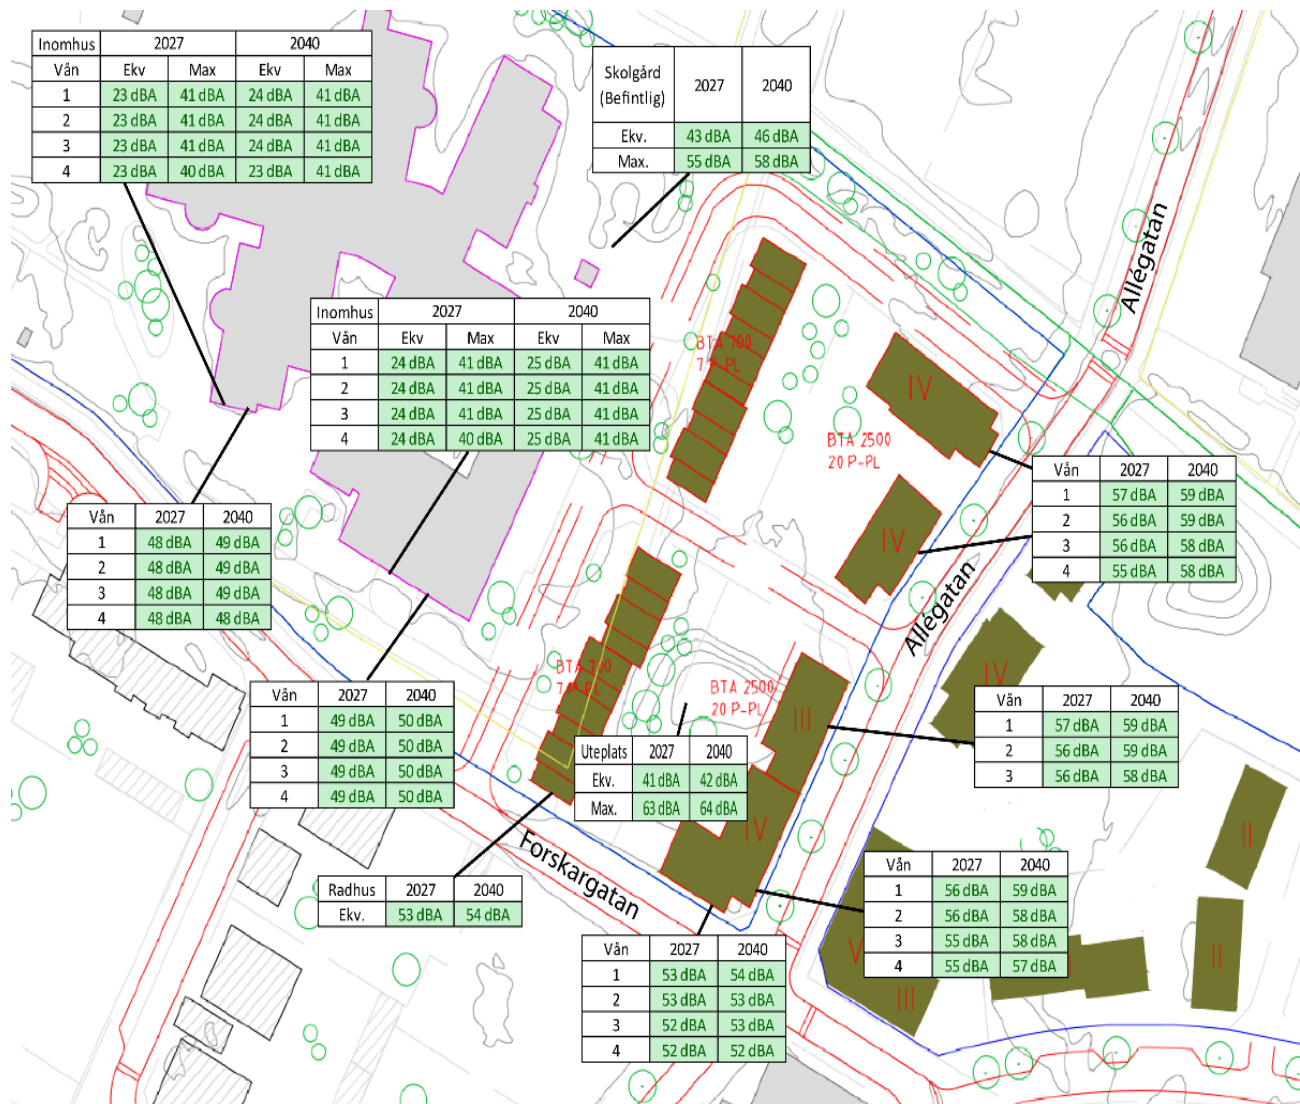 Inomhus 2027 2040
Vån Ekv Max Ekv Max
1 23 dBA 41 dBA 24 dBA 41 dBA
2 23 dBA 41 dBA 24 dBA 41 dBA
3 23 dBA 41 dBA 24 dBA 41 dBA
4 23 dBA 40 dBA 23 dBA 41 dBA
Skolgård (Befintlig) 2027 2040
Ekv. 43 dBA 46 dBA
Max. 55 dBA 58 dBA
Allégatan
Inomhus 2027 2040
Vån Ekv Max Ekv Max
1 24 dBA 41 dBA 25 dBA 41 dBA
2 24 dBA 41 dBA 25 dBA 41 dBA
3 24 dBA 41 dBA 25 dBA 41 dBA
4 24 dBA 40 dBA 25 dBA 41 dBA
BTA 700
7 P-PL
IV
BTA 2500
20 P-PL
IV
Vån 2027 2040
1 57 dBA 59 dBA
2 56 dBA 59 dBA
3 56 dBA 58 dBA
4 55 dBA 58 dBA
Vån 2027 2040
1 48 dBA 49 dBA
2 48 dBA 49 dBA
3 48 dBA 49 dBA
4 48 dBA 48 dBA
Allégatan
BTA 700
BTA 2500
20 P-PL
III
IV
Vån 2027 2040
1 49 dBA 50 dBA
2 49 dBA 50 dBA
3 49 dBA 50 dBA
4 49 dBA 50 dBA
Vån 2027 2040
1 57 dBA 59 dBA
2 56 dBA 59 dBA
3 56 dBA 58 dBA
Uteplats 2027 2040
Ekv. 41 dBA 42 dBA
Max. 63 dBA 64 dBA
IV
II
Forskargatan
Radhus 2027 2040
Ekv. 53 dBA 54 dBA
Vån 2027 2040
1 56 dBA 59 dBA
2 56 dBA 58 dBA
3 55 dBA 58 dBA
4 55 dBA 57 dBA
Vån 2027 2040
1 53 dBA 54 dBA
2 53 dBA 53 dBA
3 52 dBA 53 dBA
4 52 dBA 52 dBA
III
II